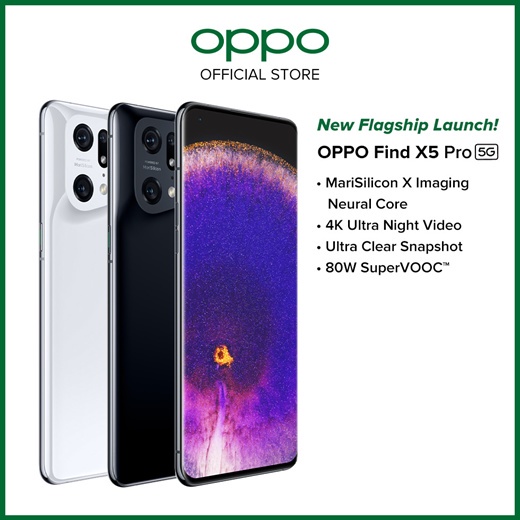 oppo
OFFICIAL STORE
New Flagship Launch!
OPPO Find X5 Pro 5G
• MariSilicon X Imaging
Neural Core
• 4K Ultra Night Video
• Ultra Clear Snapshot
• 80W SuperVOOC™